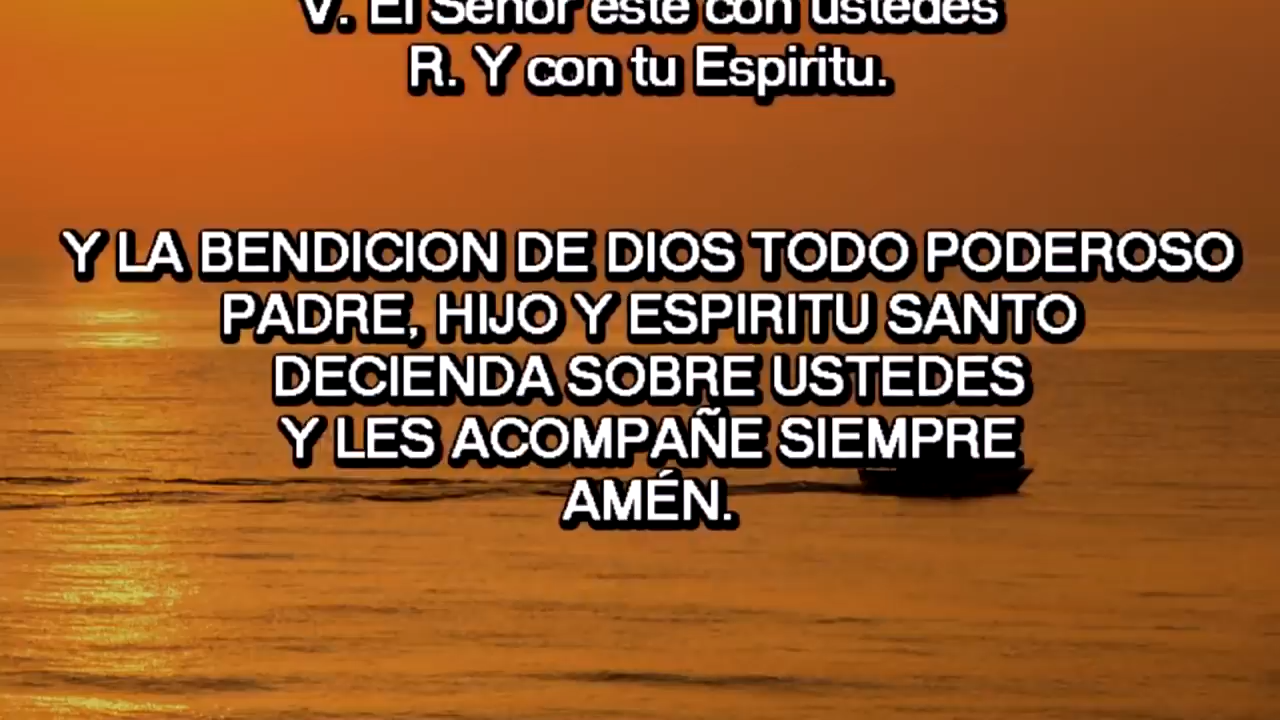 V. El Señor esté con ustedes
R. Y con tu Espiritu.
Y LA BENDICION DE DIOS TODO PODEROSO
PADRE, HIJO Y ESPIRITU SANTO
DECIENDA SOBRE USTEDES
Y LES ACOMPAÑE SIEMPRE
AMÉN.